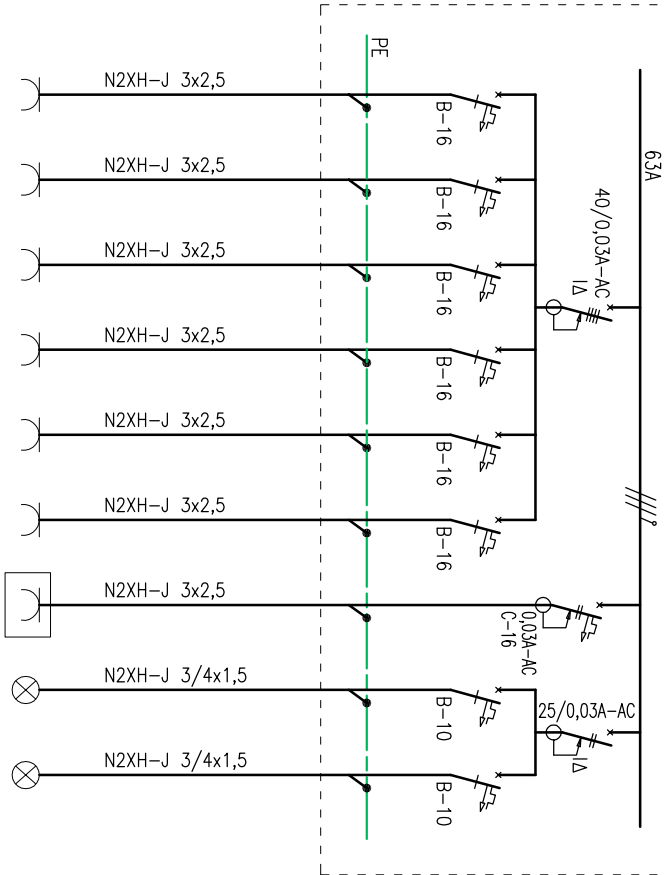 PE
63A
N2XH-J 3x2,5
B-16
N2XH-J 3x2,5
B-16
40/0,03A-AC
I∆
N2XH-J 3x2,5
B-16
N2XH-J 3x2,5
B-16
N2XH-J 3x2,5
B-16
N2XH-J 3x2,5
B-16
N2XH-J 3x2,5
0,03A-AC
C-16
N2XH-J 3/4x1,5
B-10
25/0,03A-AC
I∆
N2XH-J 3/4x1,5
B-10